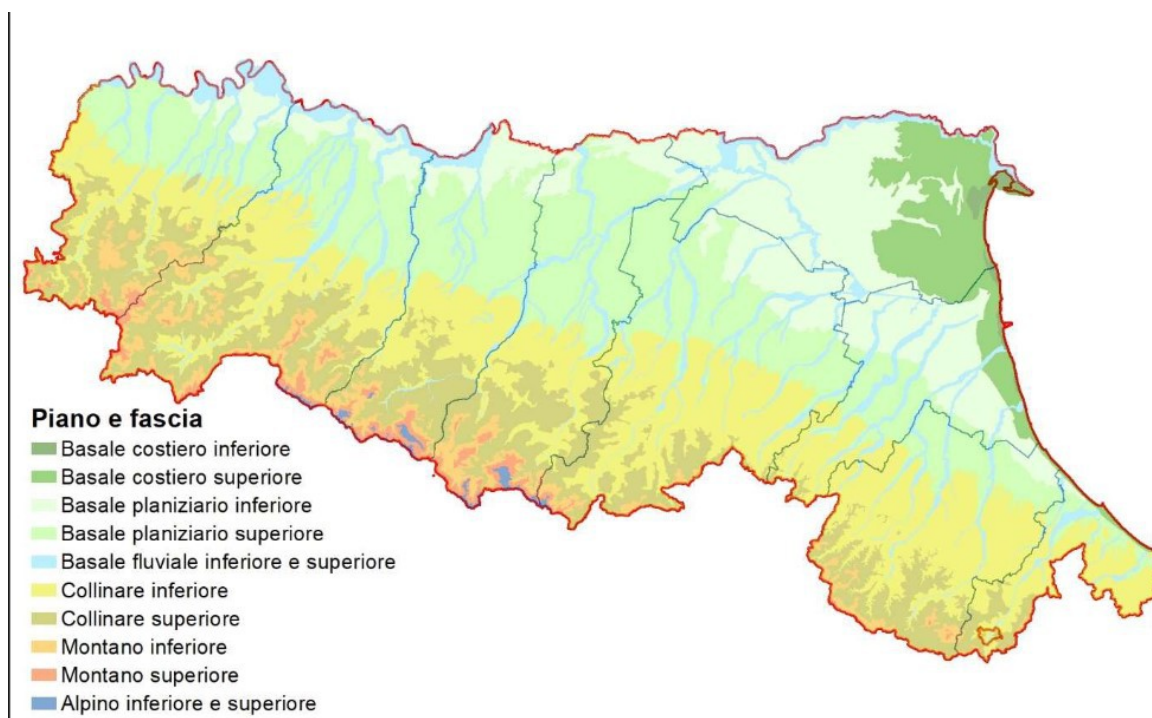 Piano e fascia
Basale costiero inferiore
Basale costiero superiore
Basale planiziario inferiore
Basale planiziario superiore
Basale fluviale inferiore e superiore
Collinare inferiore
Collinare superiore
Montano inferiore
Montano superiore
Alpino inferiore e superiore